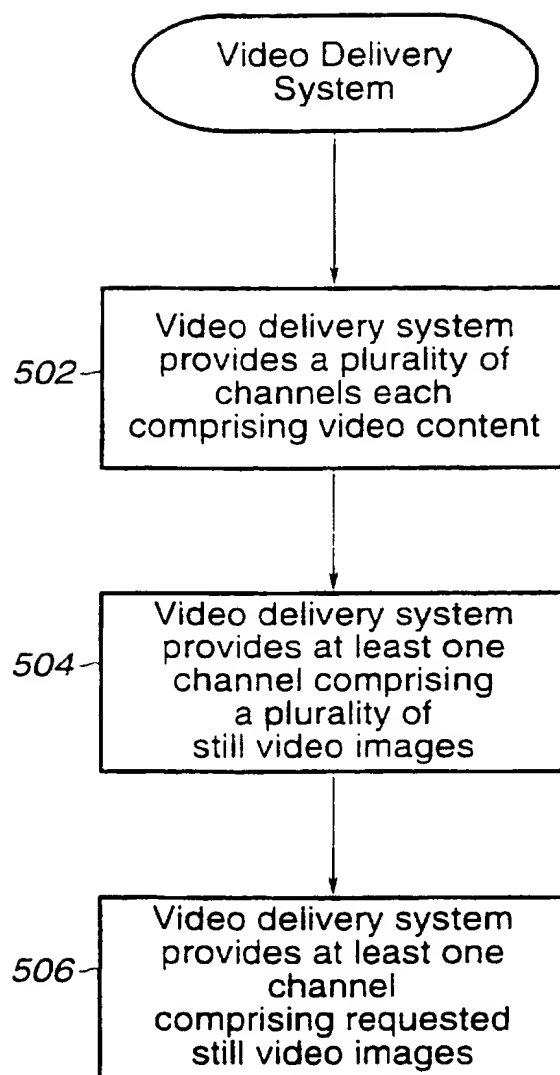 Video Delivery
System
502
Video delivery system
provides a plurality of
channels each
comprising video content
504
Video delivery system
provides at least one
channel comprising
a plurality of
still video images
506
Video delivery system
provides at least one
channel
comprising requested
still video images